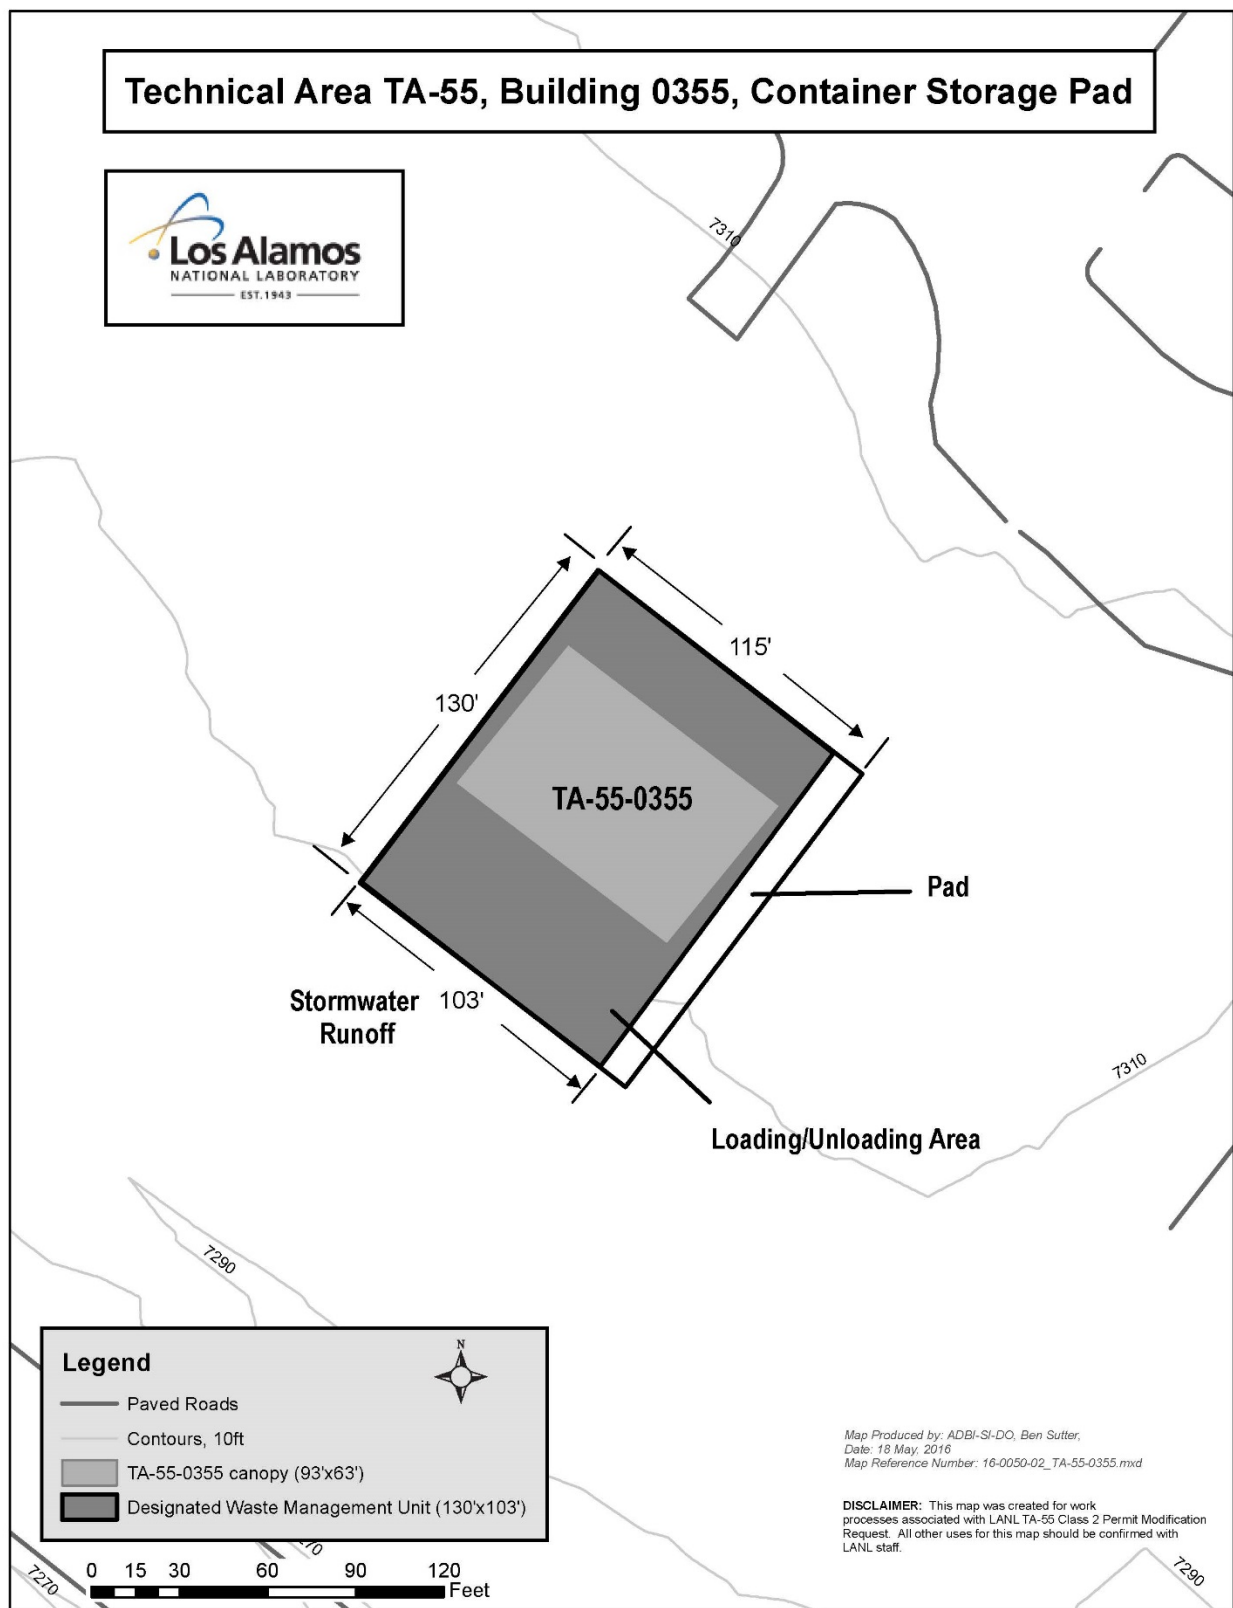 Technical Area TA-55, Building 0355, Container Storage Pad
Los Alamos
NATIONAL LABORATORY
EST.1943
7310
115'
130'
TA-55-0355
Pad
Stormwater
Runoff
103'
7310
Loading/Unloading Area
7290
Legend
N
Paved Roads
Contours, 10ft
TA-55-0355 canopy (93'x63')
Designated Waste Management Unit (130'x103')
Map Produced by: ADBI-SI-DO, Ben Sutter,
Date: 18 May, 2016
Map Reference Number: 16-0050-02_TA-55-0355.mxd
DISCLAIMER: This map was created for work
processes associated with LANL TA-55 Class 2 Permit Modification
Request. All other uses for this map should be confirmed with
LANL staff.
7270
0 15 30 60 90 120
Feet
7290